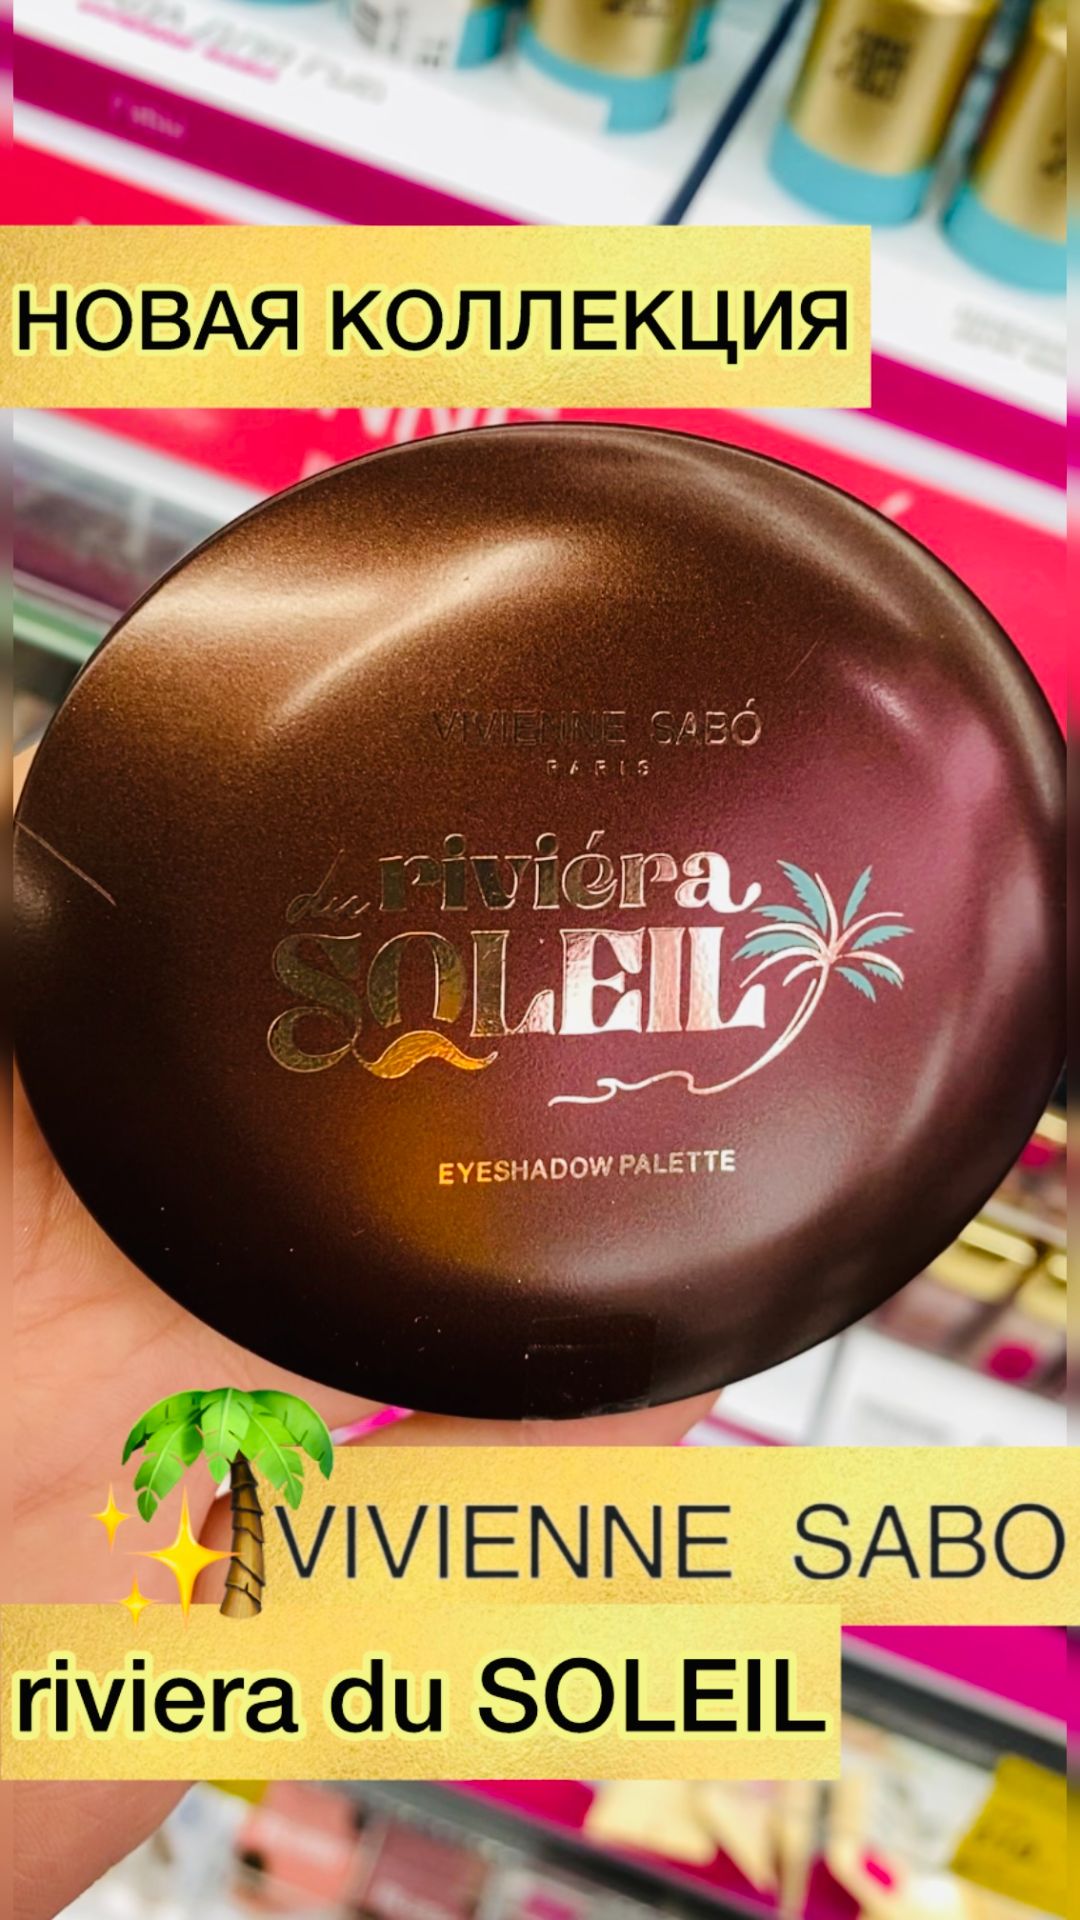 НОВАЯ КОЛЛЕКЦИЯ
VIVIENNE SABÓ
PARIS
du riviéra
SOLEIL
EYESHADOW PALETTE
VIVIENNE SABO
riviera du SOLEIL